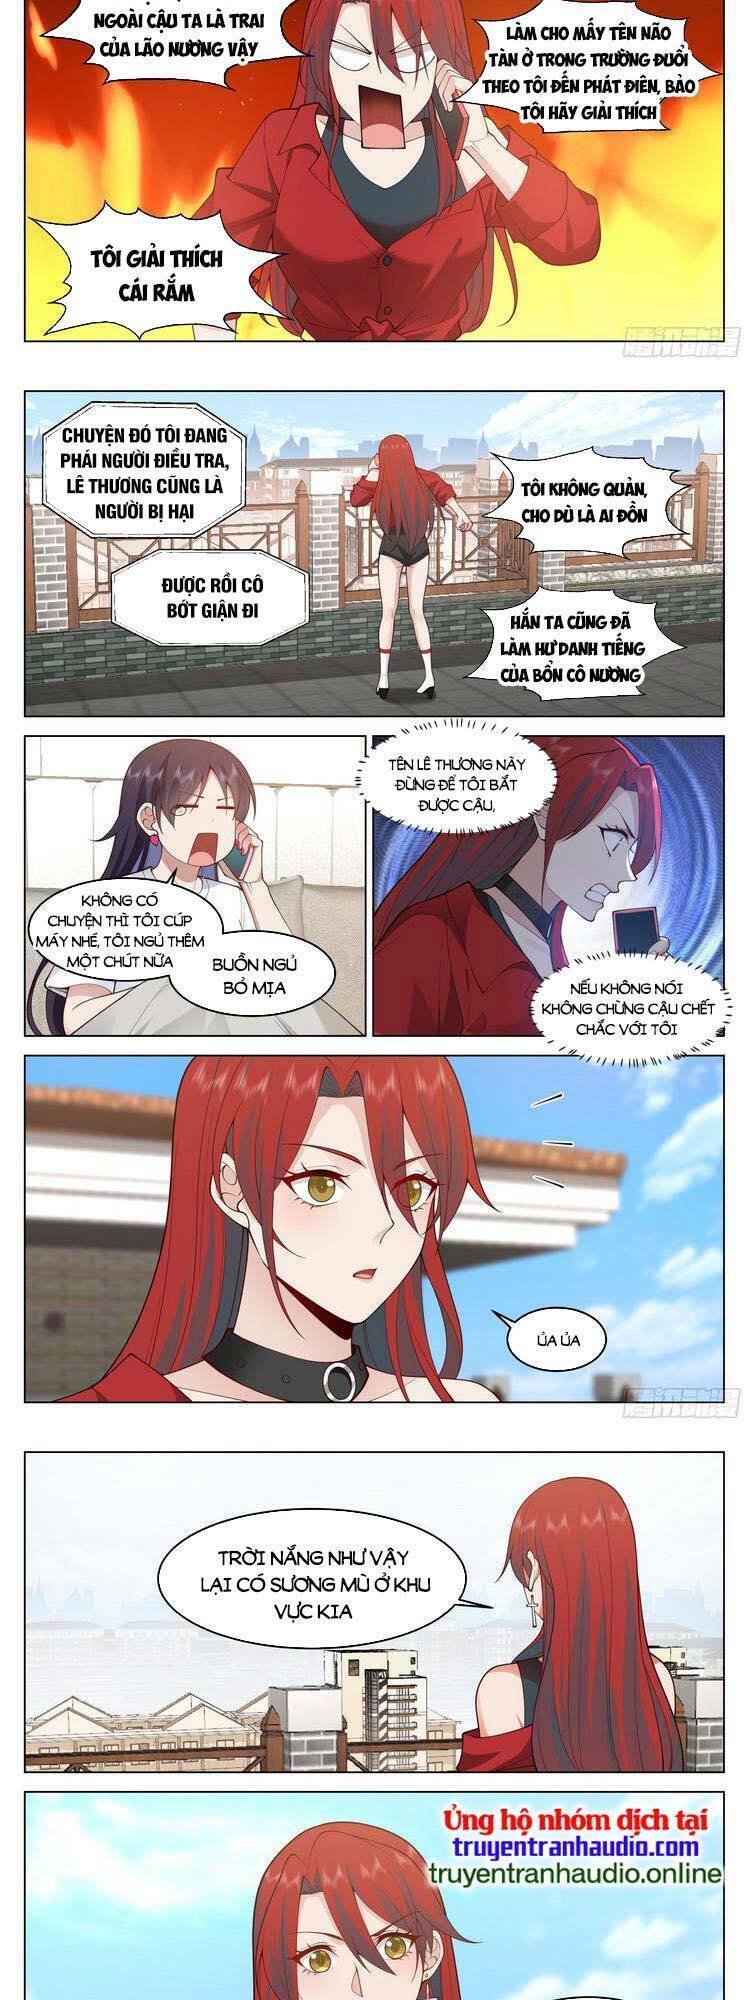 NGOÀI CẬU TA LÀ TRAI
CỦA LÃO NƯƠNG VẬY
LÀM CHO MẤY TÊN NÃO
TÀN Ở TRONG TRƯỜNG ĐUỔI
THEO TÔI ĐẾN PHÁT ĐIÊN, BẢO
TÔI HÃY GIẢI THÍCH
TÔI GIẢI THÍCH
CÁI RẮM
CHUYỆN ĐÓ TÔI ĐANG
PHÁI NGƯỜI ĐIỀU TRA,
LÊ THƯƠNG CŨNG LÀ
NGƯỜI BỊ HẠI
TÔI KHÔNG QUẢN,
CHO DÙ LÀ AI ĐỒN
ĐƯỢC RỒI CÔ
BỚT GIẬN ĐI
HẮN TA CŨNG ĐÃ
LÀM HƯ DANH TIẾNG
CỦA BỔN CÔ NƯƠNG
TÊN LÊ THƯƠNG NÀY
ĐỪNG ĐỂ TÔI BẮT
ĐƯỢC CẬU,
KHÔNG CÓ
CHUYỆN THÌ TÔI CÚP
MÁY NHÉ, TÔI NGỦ THÊM
MỘT CHÚT NỮA
BUỒN NGỦ
BỎ MỊA
NẾU KHÔNG NÓI
KHÔNG CHỪNG CẬU CHẾT
CHẮC VỚI TÔI
ỦA ỦA
TRỜI NẮNG NHƯ VẬY
LẠI CÓ SƯƠNG MÙ Ở KHU
VỰC KIA
Ủng hộ nhóm dịch tại
truyentranhaudio.com
truyentranhaudio.online